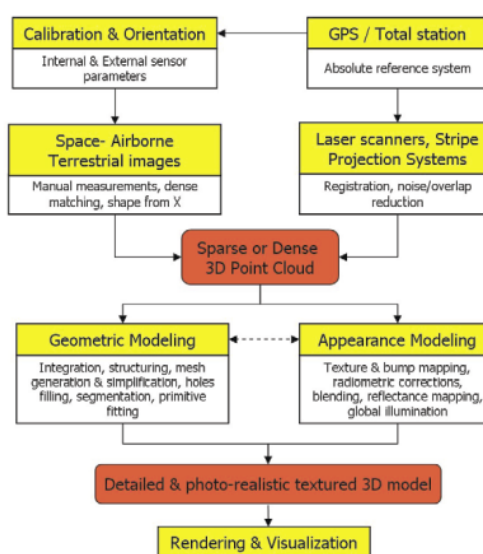 Calibration & Orientation
Internal & External sensor
parameters
GPS / Total station
Absolute reference system
Space- Airborne
Terrestrial images
Manual measurements, dense
matching, shape from X
Laser scanners, Stripe
Projection Systems
Registration, noise/overlap
reduction
Sparse or Dense
3D Point Cloud
Geometric Modeling
Integration, structuring, mesh
generation & simplification, holes
filling, segmentation, primitive
fitting
Appearance Modeling
Texture & bump mapping,
radiometric corrections,
blending, reflectance mapping,
global illumination
Detailed & photo-realistic textured 3D model
Rendering & Visualization